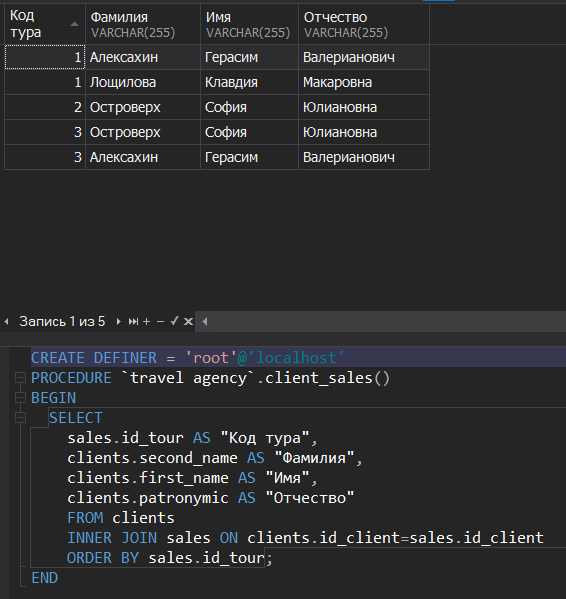 Код тура Фамилия VARCHAR(255) Имя VARCHAR(255) Отчество VARCHAR(255)
1 Алексахин Герасим Валерианович
1 Лощилова Клавдия Макаровна
2 Островерх София Юлиановна
3 Островерх София Юлиановна
3 Алексахин Герасим Валерианович
Запись 1 из 5
CREATE DEFINER = 'root'@'localhost'
PROCEDURE `travel agency`.client_sales()
BEGIN
SELECT
sales.id_tour AS "Код тура",
clients.second_name AS "Фамилия",
clients.first_name AS "Имя",
clients.patronymic AS "Отчество"
FROM clients
INNER JOIN sales ON clients.id_client=sales.id_client
ORDER BY sales.id_tour;
END